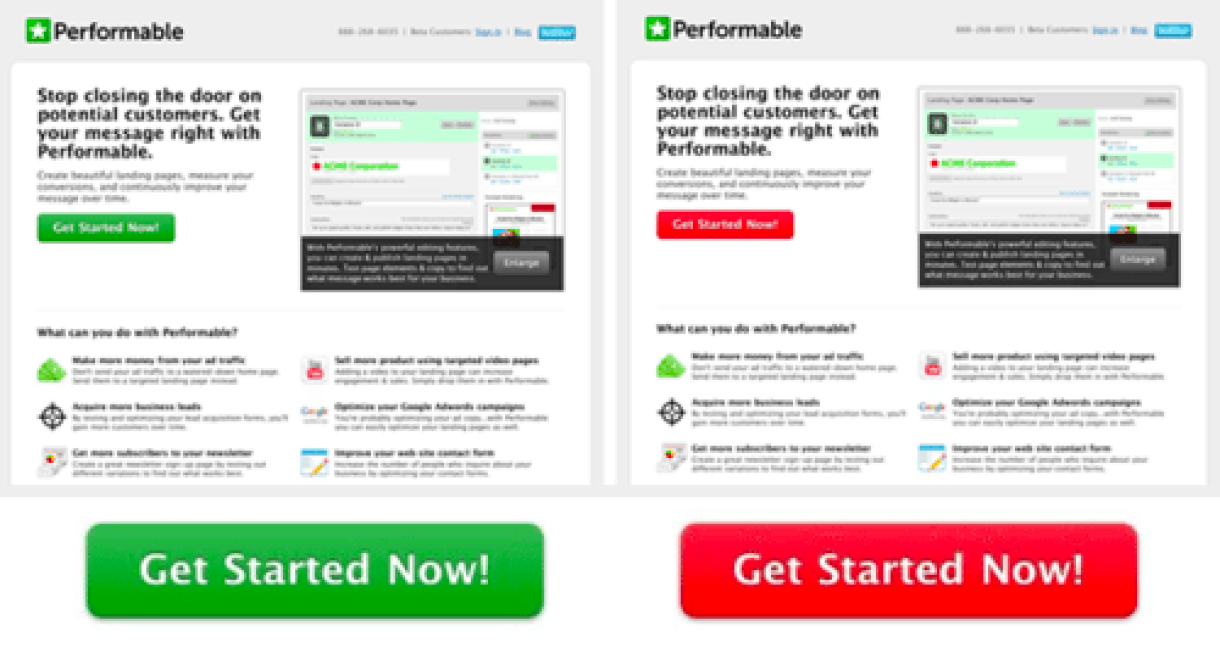 Performable
888-268-6035 | Beta Customers: Sign in | Blog
Stop closing the door on
potential customers. Get
your message right with
Performable.
Create beautiful landing pages, measure your
conversions, and continuously improve your
message over time.
Get Started Now!
Landing Page: ACME Corp Home Page
ACME Corporation
With Performable's powerful editing features,
you can create & publish landing pages in
minutes. Test page elements & copy to find out
what message works best for your business.
Enlarge
What can you do with Performable?
Make more money from your ad traffic
Don't send your ad traffic to a watered-down home page.
Send them to a targeted landing page instead.
Sell more product using targeted video pages
Adding a video to your landing page can increase
engagement & sales. Simply drop them in with Performable.
Acquire more business leads
By testing and optimizing your lead acquisition forms, you'll
gain more customers over time.
Google
Optimize your Google Adwords campaigns
You're probably optimizing your ad copy...with Performable
you can easily optimize your landing pages as well.
Get more subscribers to your newsletter
Create a great newsletter sign-up page by testing out
different variations to find out what works best.
Improve your web site contact form
Increase the number of people who inquire about your
business by optimizing your contact forms.
Get Started Now!
Performable
888-268-6035 | Beta Customers: Sign in | Blog
Stop closing the door on
potential customers. Get
your message right with
Performable.
Create beautiful landing pages, measure your
conversions, and continuously improve your
message over time.
Get Started Now!
Landing Page: ACME Corp Home Page
ACME Corporation
With Performable's powerful editing features,
you can create & publish landing pages in
minutes. Test page elements & copy to find out
what message works best for your business.
Enlarge
What can you do with Performable?
Make more money from your ad traffic
Don't send your ad traffic to a watered-down home page.
Send them to a targeted landing page instead.
Sell more product using targeted video pages
Adding a video to your landing page can increase
engagement & sales. Simply drop them in with Performable.
Acquire more business leads
By testing and optimizing your lead acquisition forms, you'll
gain more customers over time.
Google
Optimize your Google Adwords campaigns
You're probably optimizing your ad copy...with Performable
you can easily optimize your landing pages as well.
Get more subscribers to your newsletter
Create a great newsletter sign-up page by testing out
different variations to find out what works best.
Improve your web site contact form
Increase the number of people who inquire about your
business by optimizing your contact forms.
Get Started Now!